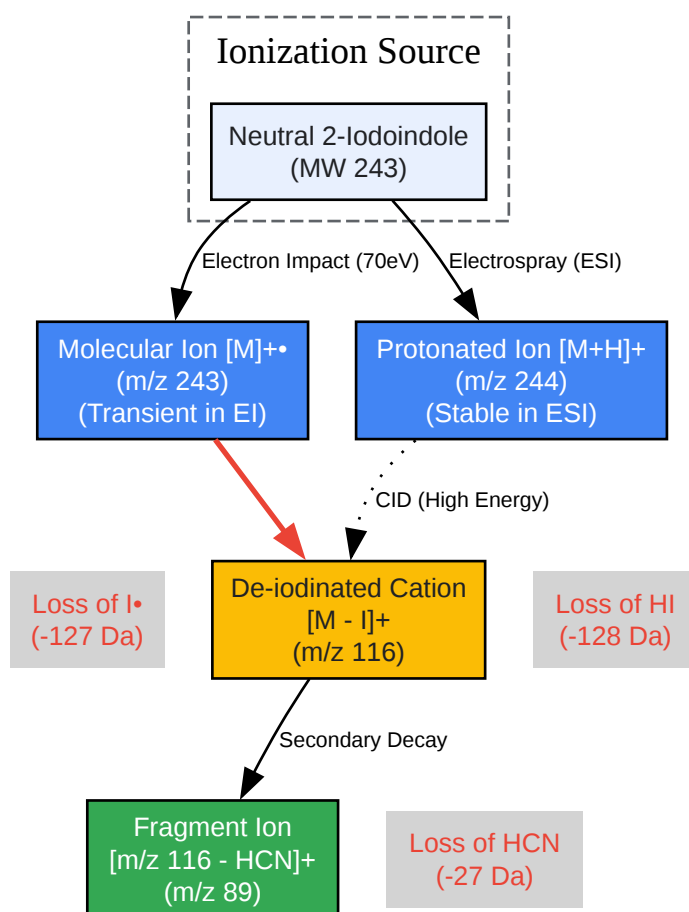 Ionization Source
Neutral 2-Iodoindole
(MW 243)
Electron Impact (70eV)
Electrospray (ESI)
Molecular Ion [M]+•
(m/z 243)
(Transient in EI)
Protonated Ion [M+H]+
(m/z 244)
(Stable in ESI)
CID (High Energy)
Loss of I•
(-127 Da)
De-iodinated Cation
[M - I]+
(m/z 116)
Loss of HI
(-128 Da)
Secondary Decay
Fragment Ion
[m/z 116 - HCN]+
(m/z 89)
Loss of HCN
(-27 Da)